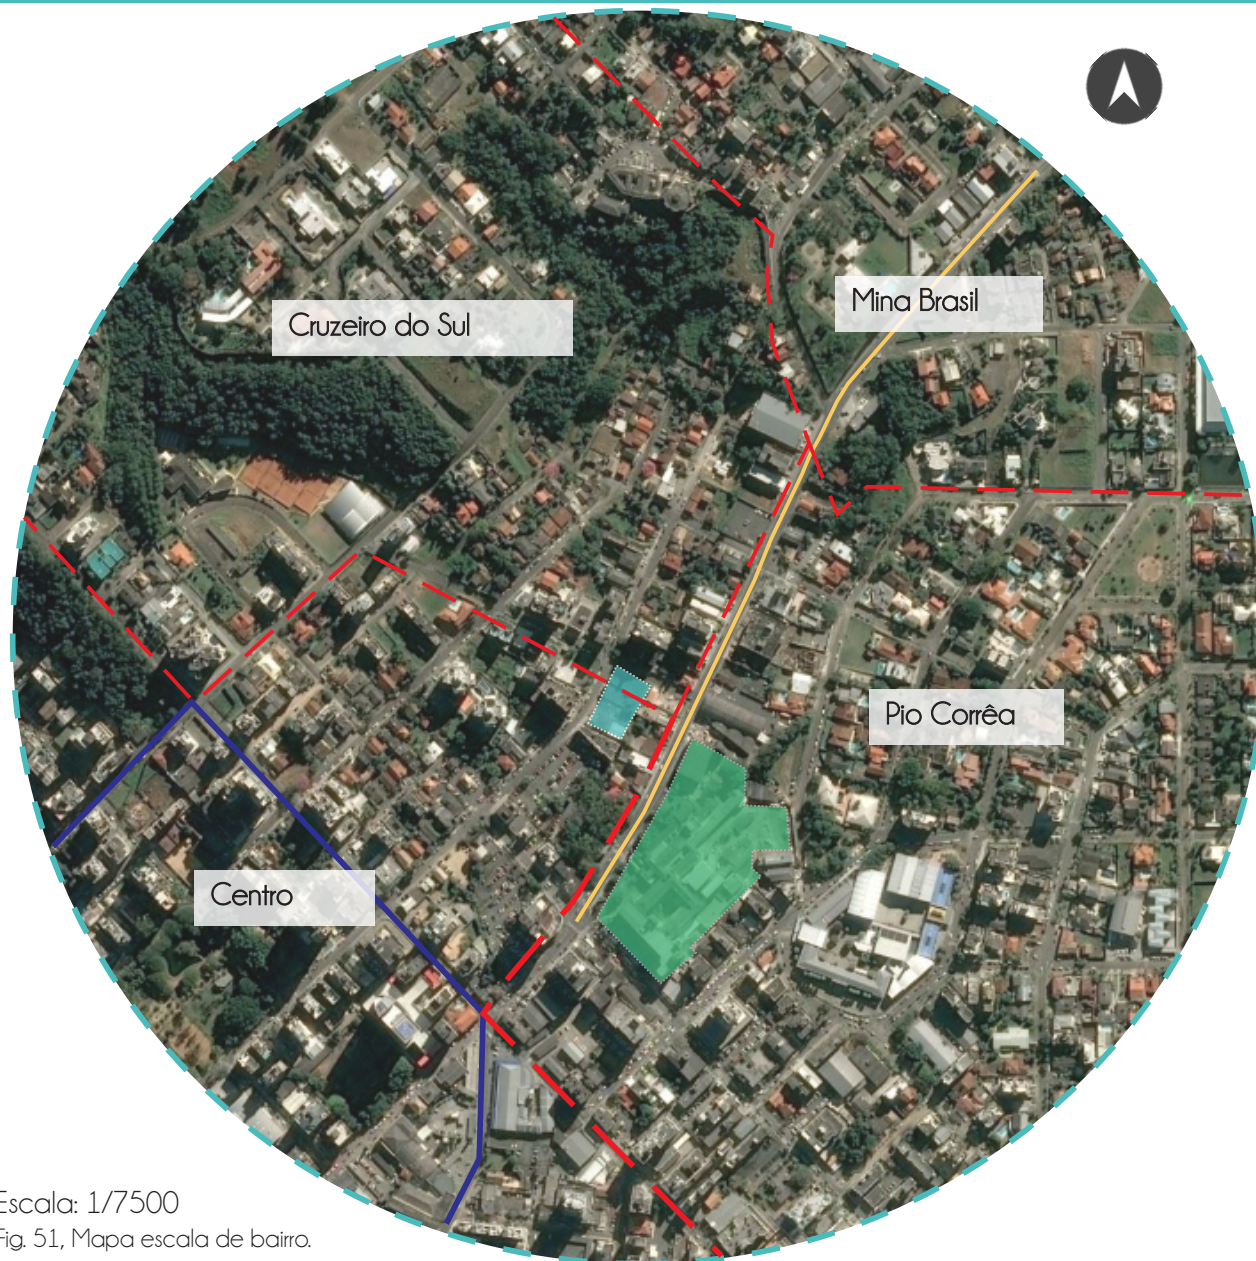 Mina Brasil
Cruzeiro do Sul
Pio Corrêa
Centro
Escala: 1/7500
Fig. 51, Mapa escala de bairro.